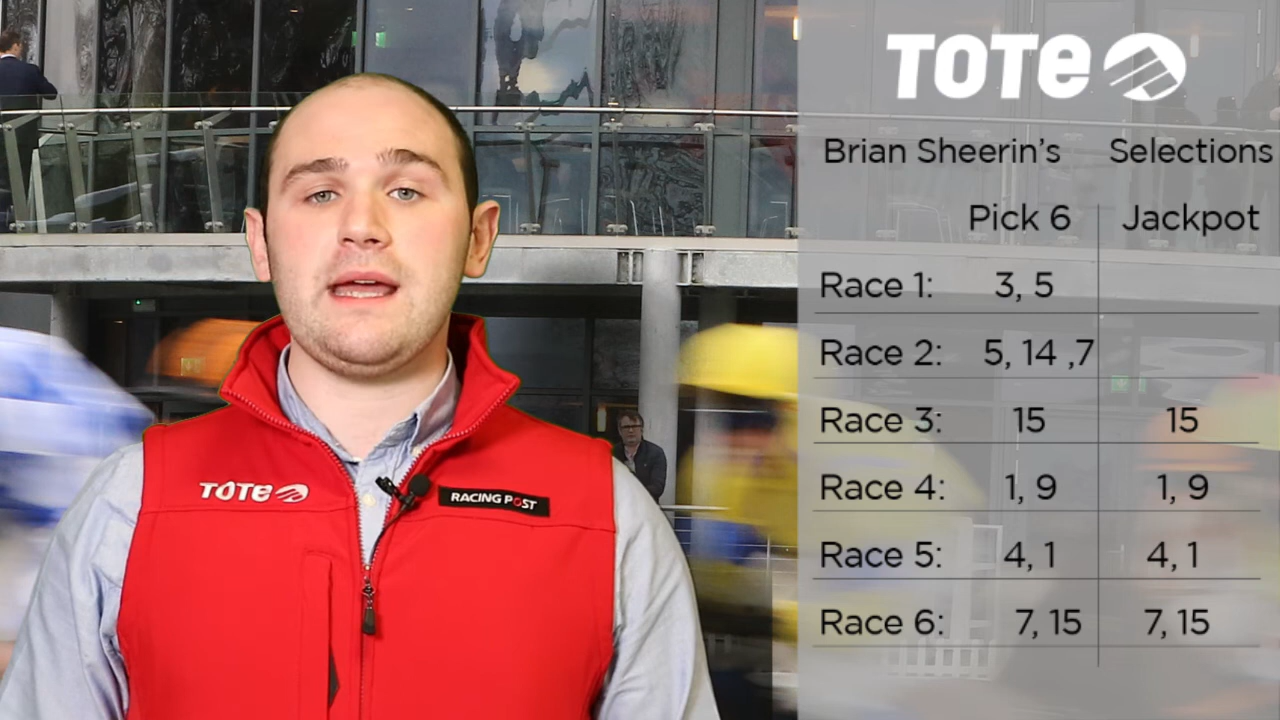 TOTE
Brian Sheerin's Selections
Pick 6 Jackpot
Race 1: 3, 5
Race 2: 5, 14 ,7
Race 3: 15 15
Race 4: 1, 9 1, 9
Race 5: 4, 1 4, 1
Race 6: 7, 15 7, 15
TOTE
RACING POST